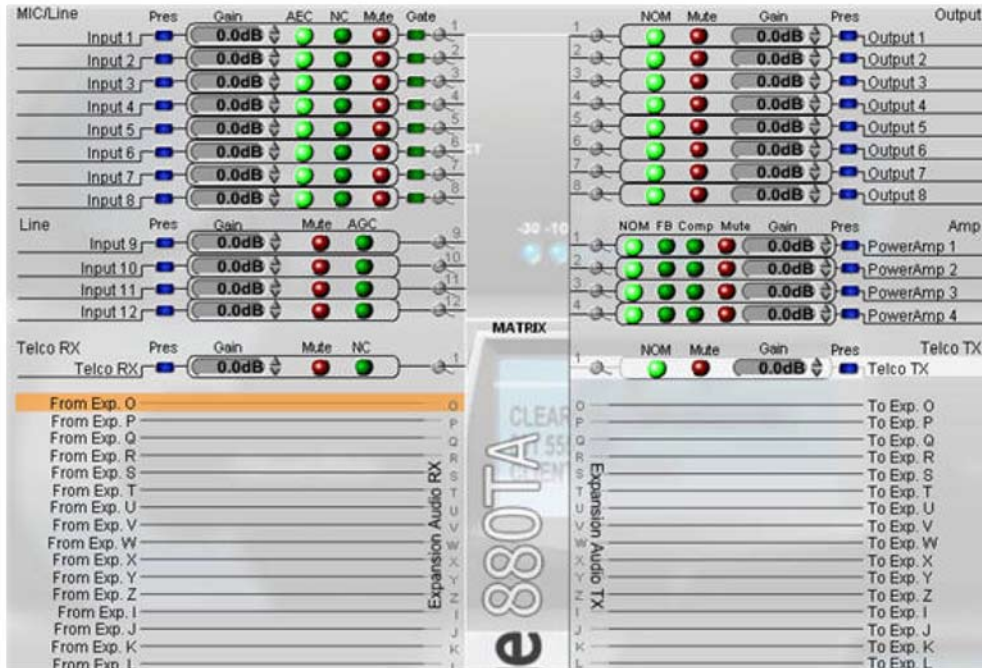 MIC/Line Pres Gain AEC NC Mute Gate
Input 1 0.0dB 1
Input 2 0.0dB 2
Input 3 0.0dB 3
Input 4 0.0dB 4
Input 5 0.0dB 5
Input 6 0.0dB 6
Input 7 0.0dB 7
Input 8 0.0dB 8
Line Pres Gain Mute AGC
Input 9 0.0dB 9
Input 10 0.0dB 10
Input 11 0.0dB 11
Input 12 0.0dB 12
Telco RX Pres Gain Mute NC
Telco RX 0.0dB 1
From Exp. O O
From Exp. P P
From Exp. Q Q
From Exp. R R
From Exp. S S
From Exp. T T
From Exp. U U
From Exp. V V
From Exp. W W
From Exp. X X
From Exp. Y Y
From Exp. Z Z
From Exp. I I
From Exp. J J
From Exp. K K
From Exp. L L
Expansion Audio RX
CT
-30 -10
MATRIX
CLEAR
CLIENT
e 880TA
NOM Mute Gain Pres Output
1 0.0dB Output 1
2 0.0dB Output 2
3 0.0dB Output 3
4 0.0dB Output 4
5 0.0dB Output 5
6 0.0dB Output 6
7 0.0dB Output 7
8 0.0dB Output 8
NOM FB Comp Mute Gain Pres Amp
1 0.0dB PowerAmp 1
2 0.0dB PowerAmp 2
3 0.0dB PowerAmp 3
4 0.0dB PowerAmp 4
NOM Mute Gain Pres Telco TX
1 0.0dB Telco TX
O To Exp. O
P To Exp. P
Q To Exp. Q
R To Exp. R
S To Exp. S
T To Exp. T
U To Exp. U
V To Exp. V
W To Exp. W
X To Exp. X
Y To Exp. Y
Z To Exp. Z
I To Exp. I
J To Exp. J
K To Exp. K
L To Exp. L
Expansion Audio TX